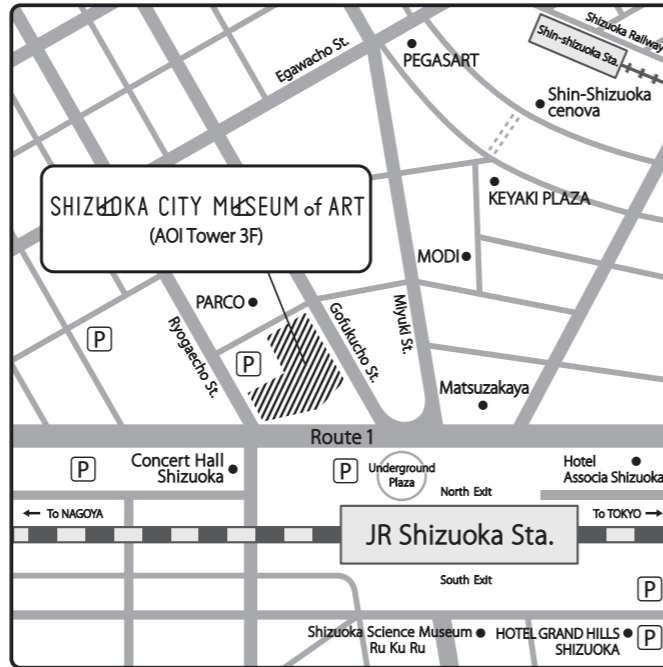 Shizuoka Railway
Shin-shizuoka Sta.
Egawacho St.
PEGASART
Shin-Shizuoka
cenova
SHIZUOKA CITY MUSEUM of ART
(AOI Tower 3F)
KEYAKI PLAZA
MODI
PARCO
P
P
Ryogaecho St.
Gofukucho St.
Miyuki St.
Matsuzakaya
Route 1
P
Concert Hall
Shizuoka
P
Underground
Plaza
Hotel
Associa Shizuoka
North Exit
← To NAGOYA
To TOKYO →
JR Shizuoka Sta.
South Exit
P
Shizuoka Science Museum
Ru Ku Ru
HOTEL GRAND HILLS
SHIZUOKA
P